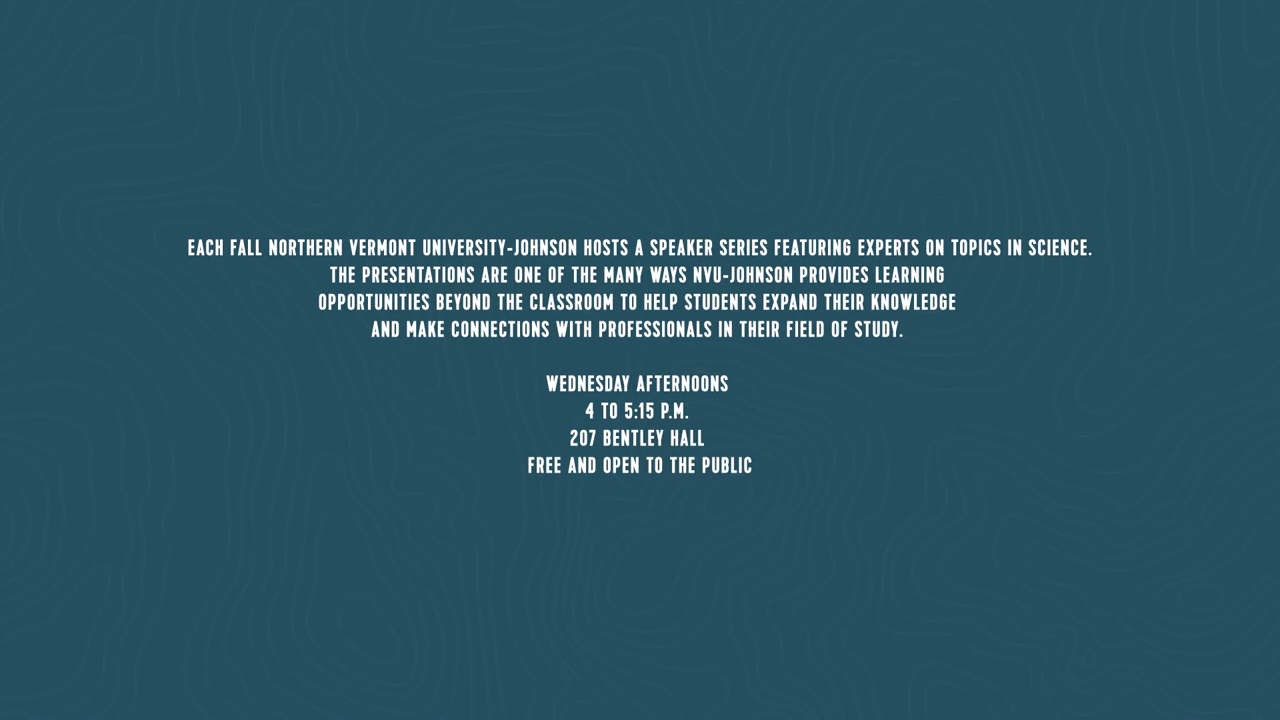 EACH FALL NORTHERN VERMONT UNIVERSITY-JOHNSON HOSTS A SPEAKER SERIES FEATURING EXPERTS ON TOPICS IN SCIENCE.
THE PRESENTATIONS ARE ONE OF THE MANY WAYS NVU-JOHNSON PROVIDES LEARNING
OPPORTUNITIES BEYOND THE CLASSROOM TO HELP STUDENTS EXPAND THEIR KNOWLEDGE
AND MAKE CONNECTIONS WITH PROFESSIONALS IN THEIR FIELD OF STUDY.
WEDNESDAY AFTERNOONS
4 TO 5:15 P.M.
207 BENTLEY HALL
FREE AND OPEN TO THE PUBLIC